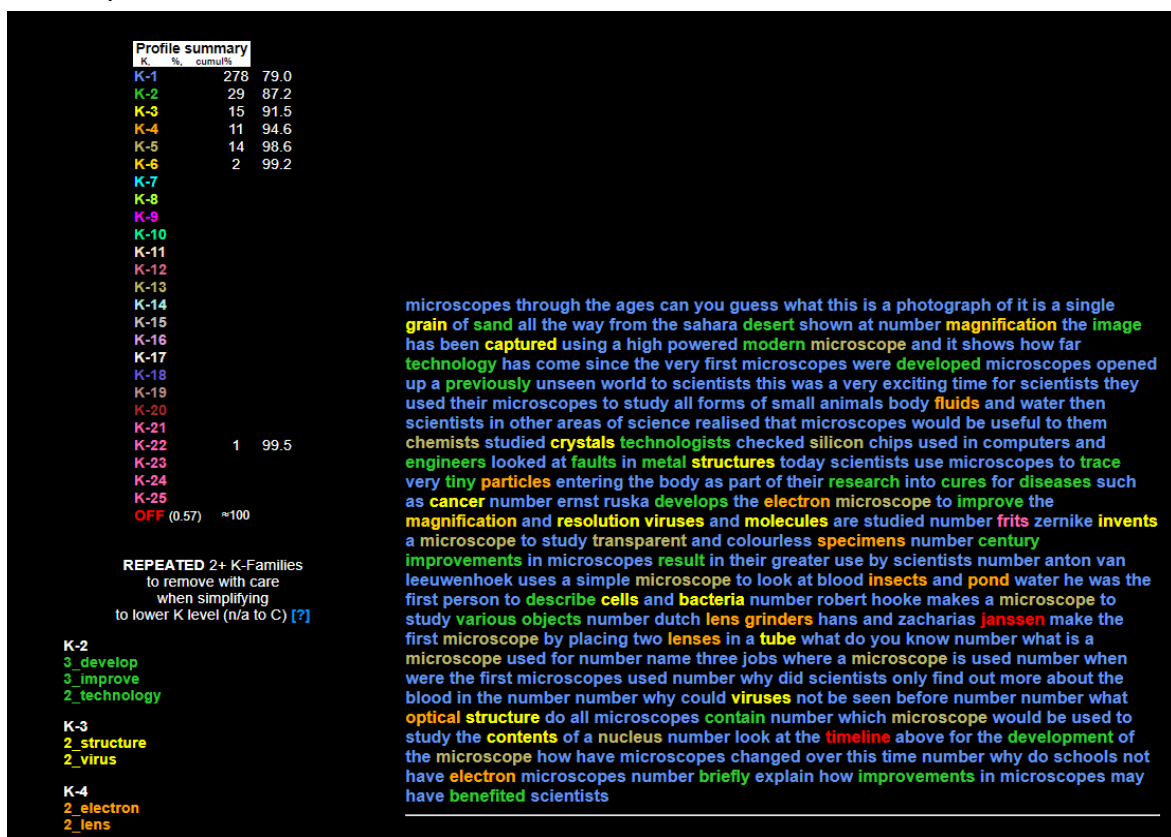 Profile summary
K, %, cumul%
K-1 278 79.0
K-2 29 87.2
K-3 15 91.5
K-4 11 94.6
K-5 14 98.6
K-6 2 99.2
K-7
K-8
K-9
K-10
K-11
K-12
K-13
K-14
K-15
K-16
K-17
K-18
K-19
K-20
K-21
K-22 1 99.5
K-23
K-24
K-25
OFF (0.57) ≈100
REPEATED 2+ K-Families
to remove with care
when simplifying
to lower K level (n/a to C) [?]
K-2
3_develop
3_improve
2_technology
K-3
2_structure
2_virus
K-4
2_electron
2_lens
microscopes through the ages can you guess what this is a photograph of it is a single
grain of sand all the way from the sahara desert shown at number magnification the image
has been captured using a high powered modern microscope and it shows how far
technology has come since the very first microscopes were developed microscopes opened
up a previously unseen world to scientists this was a very exciting time for scientists they
used their microscopes to study all forms of small animals body fluids and water then
scientists in other areas of science realised that microscopes would be useful to them
chemists studied crystals technologists checked silicon chips used in computers and
engineers looked at faults in metal structures today scientists use microscopes to trace
very tiny particles entering the body as part of their research into cures for diseases such
as cancer number ernst ruska develops the electron microscope to improve the
magnification and resolution viruses and molecules are studied number frits zernike invents
a microscope to study transparent and colourless specimens number century
improvements in microscopes result in their greater use by scientists number anton van
leeuwenhoek uses a simple microscope to look at blood insects and pond water he was the
first person to describe cells and bacteria number robert hooke makes a microscope to
study various objects number dutch lens grinders hans and zacharias janssen make the
first microscope by placing two lenses in a tube what do you know number what is a
microscope used for number name three jobs where a microscope is used number when
were the first microscopes used number why did scientists only find out more about the
blood in the number number why could viruses not be seen before number number what
optical structure do all microscopes contain number which microscope would be used to
study the contents of a nucleus number look at the timeline above for the development of
the microscope how have microscopes changed over this time number why do schools not
have electron microscopes number briefly explain how improvements in microscopes may
have benefited scientists